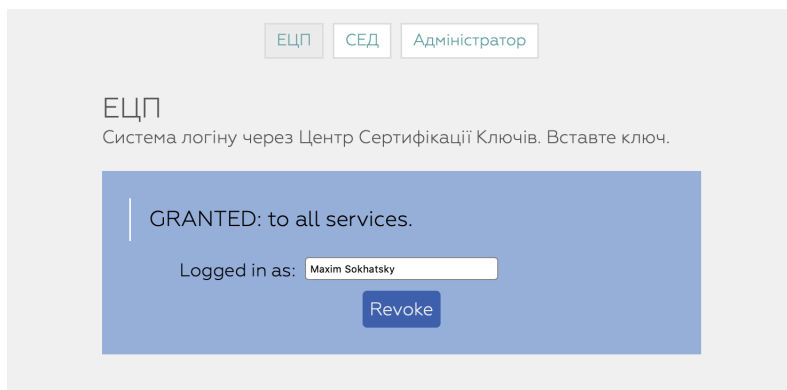 ЕЦП СЕД Адміністратор
ЕЦП
Система логіну через Центр Сертифікації Ключів. Вставте ключ.
GRANTED: to all services.
Logged in as: Maxim Sokhatsky
Revoke